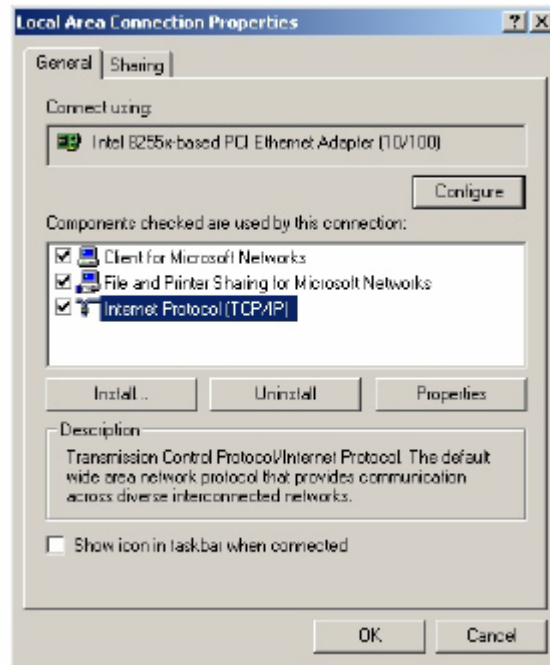 Local Area Connection Properties
General
Sharing
Connect using:
Intel 8255x-based PCI Ethernet Adapter (10/100)
Configure
Components checked are used by this connection:
Client for Microsoft Networks
File and Printer Sharing for Microsoft Networks
Internet Protocol (TCP/IP)
Install...
Uninstall
Properties
Description
Transmission Control Protocol/Internet Protocol. The default
wide area network protocol that provides communication
across diverse interconnected networks.
Show icon in taskbar when connected
OK
Cancel